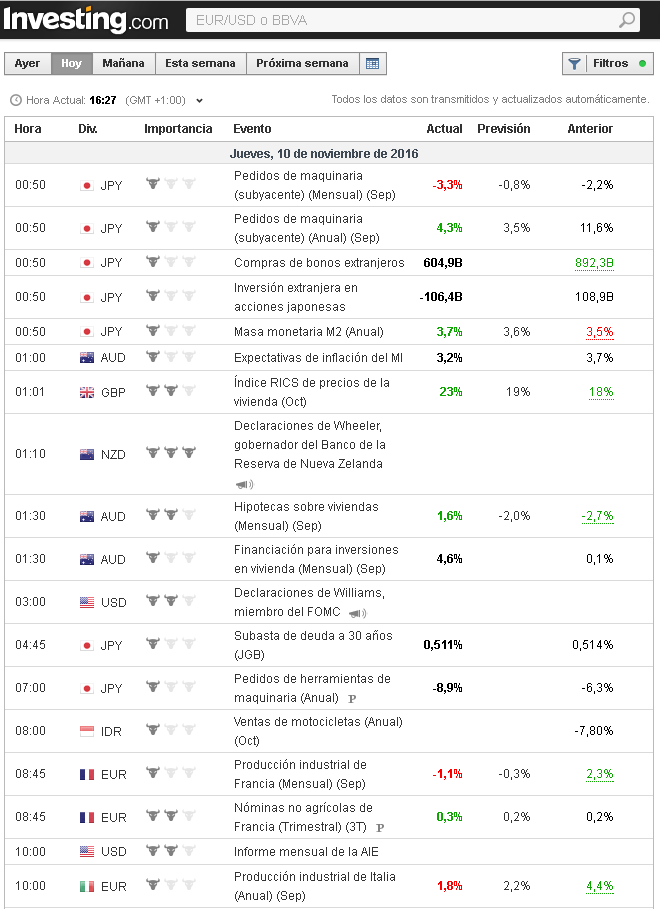 Investing.com EUR/USD o BBVA
Ayer Hoy Mañana Esta semana Próxima semana Filtros
Hora Actual: 16:27 (GMT +1:00) Todos los datos son transmitidos y actualizados automáticamente.
Hora Div. Importancia Evento Actual Previsión Anterior
Jueves, 10 de noviembre de 2016
00:50 JPY Pedidos de maquinaria
(subyacente) (Mensual) (Sep) -3,3% -0,8% -2,2%
00:50 JPY Pedidos de maquinaria
(subyacente) (Anual) (Sep) 4,3% 3,5% 11,6%
00:50 JPY Compras de bonos extranjeros 604,9B 892,3B
00:50 JPY Inversión extranjera en
acciones japonesas -106,4B 108,9B
00:50 JPY Masa monetaria M2 (Anual) 3,7% 3,6% 3,5%
01:00 AUD Expectativas de inflación del MI 3,2% 3,7%
01:01 GBP Índice RICS de precios de la
vivienda (Oct) 23% 19% 18%
01:10 NZD Declaraciones de Wheeler,
gobernador del Banco de la
Reserva de Nueva Zelanda
01:30 AUD Hipotecas sobre viviendas
(Mensual) (Sep) 1,6% -2,0% -2,7%
01:30 AUD Financiación para inversiones
en vivienda (Mensual) (Sep) 4,6% 0,1%
03:00 USD Declaraciones de Williams,
miembro del FOMC
04:45 JPY Subasta de deuda a 30 años
(JGB) 0,511% 0,514%
07:00 JPY Pedidos de herramientas de
maquinaria (Anual) P -8,9% -6,3%
08:00 IDR Ventas de motocicletas (Anual)
(Oct) -7,80%
08:45 EUR Producción industrial de
Francia (Mensual) (Sep) -1,1% -0,3% 2,3%
08:45 EUR Nóminas no agrícolas de
Francia (Trimestral) (3T) P 0,3% 0,2% 0,2%
10:00 USD Informe mensual de la AIE
10:00 EUR Producción industrial de Italia
(Anual) (Sep) 1,8% 2,2% 4,4%